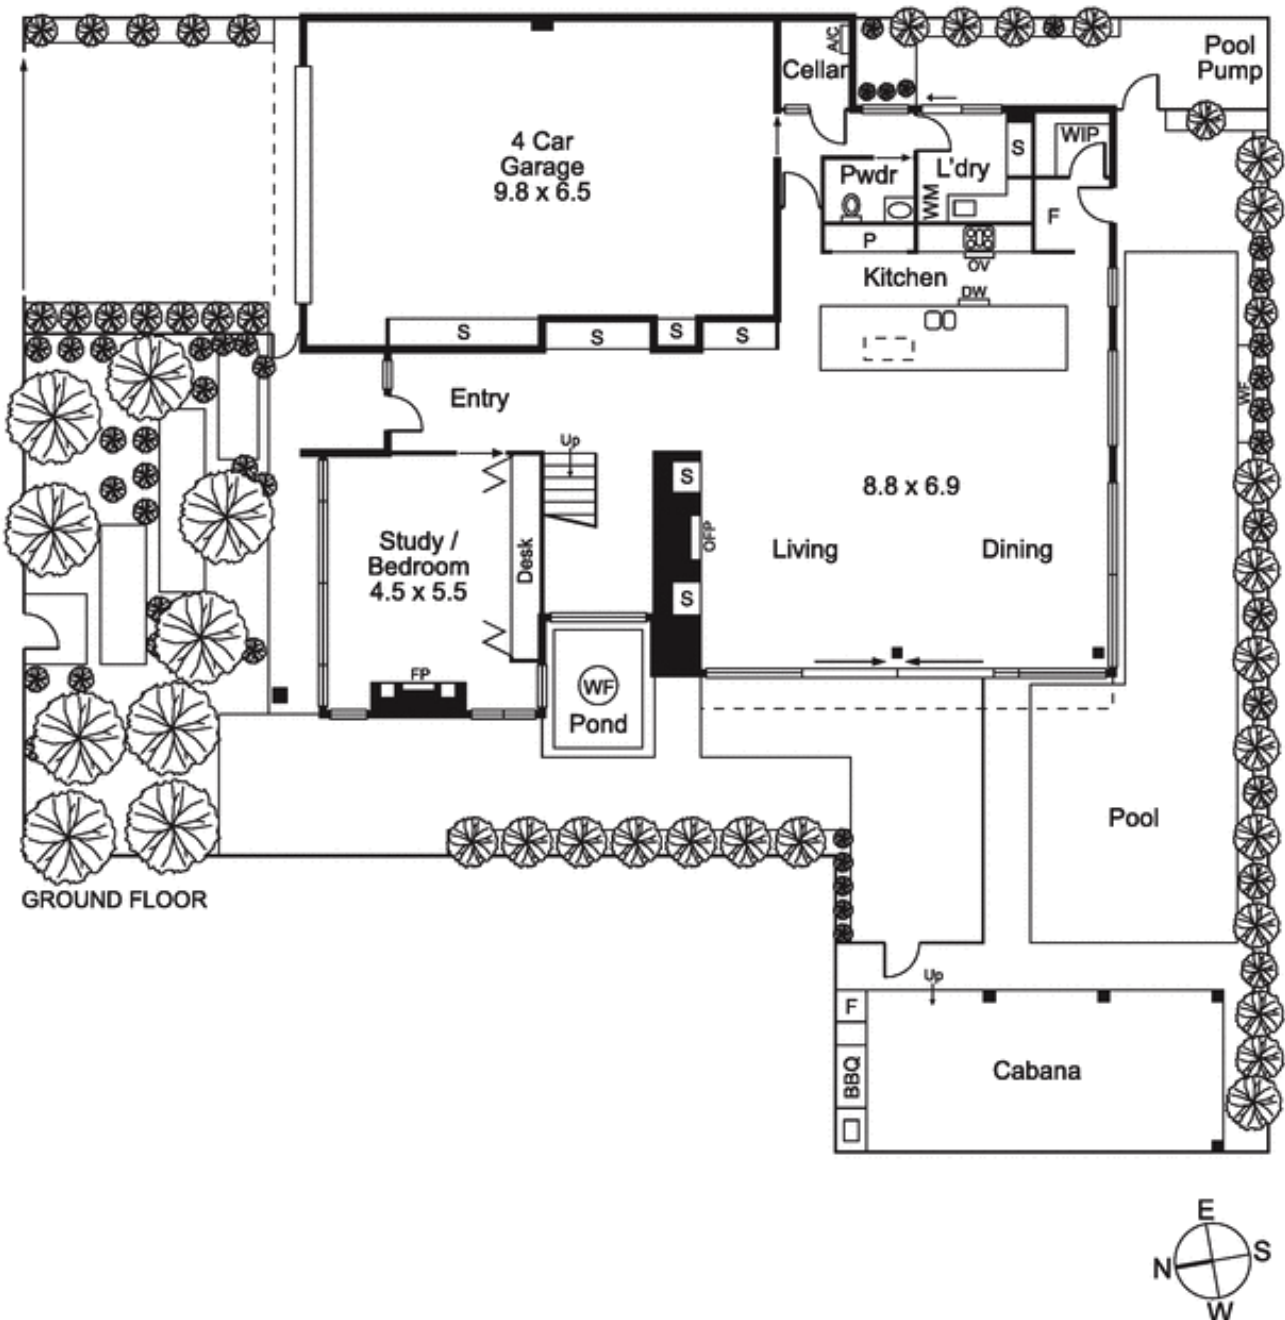 Pool
Pump
A/C
Cellar
4 Car
Garage
9.8 x 6.5
WIP
S
L'dry
Pwdr
WM
F
P
OV
Kitchen
DW
S
S
S
S
WF
Entry
Up
S
8.8 x 6.9
OFP
Living
Dining
Study /
Bedroom
4.5 x 5.5
Desk
S
FP
WF
Pond
Pool
GROUND FLOOR
Up
F
BBQ
Cabana
E
N
S
W